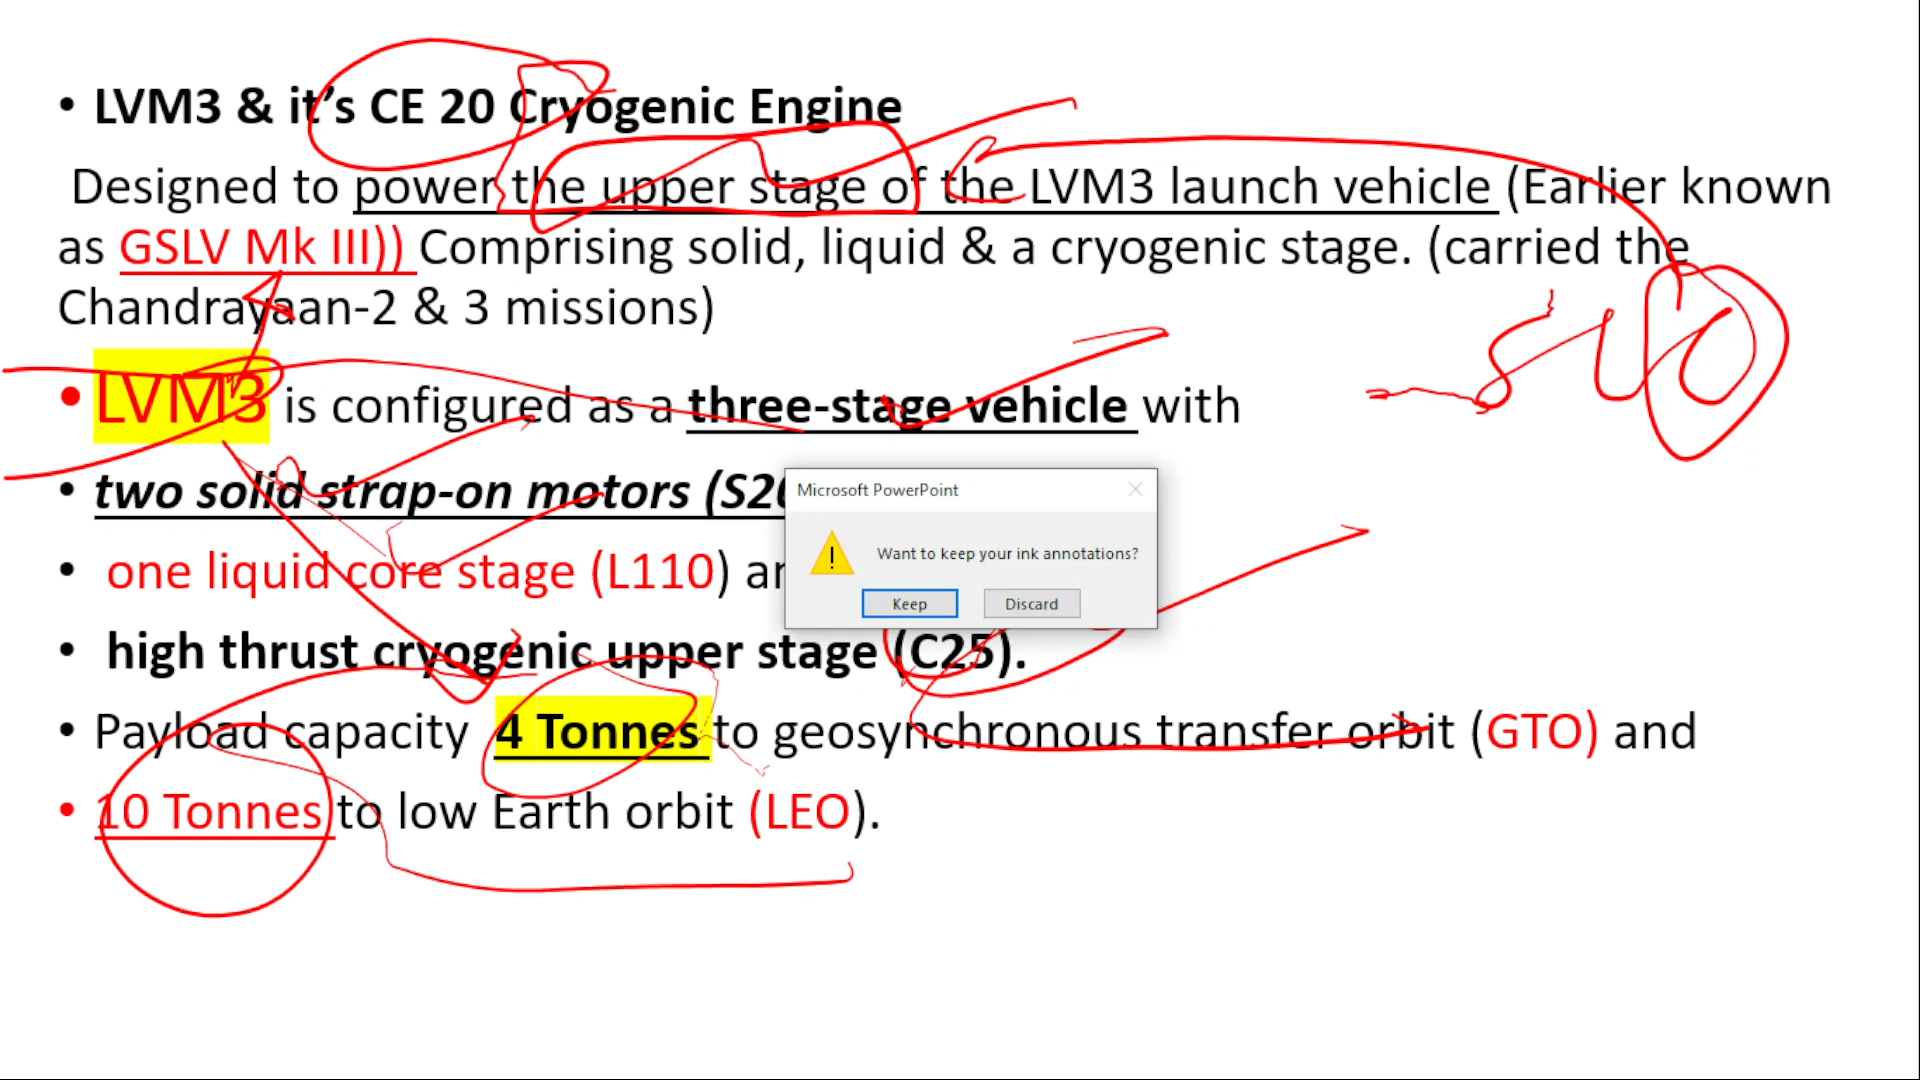 • LVM3 & it’s CE 20 Cryogenic Engine
Designed to power the upper stage of the LVM3 launch vehicle (Earlier known
as GSLV Mk III)) Comprising solid, liquid & a cryogenic stage. (carried the
Chandrayaan-2 & 3 missions)
• LVM3 is configured as a three-stage vehicle with
• two solid strap-on motors (S20
• one liquid core stage (L110)
• high thrust cryogenic upper stage (C25).
• Payload capacity 4 Tonnes to geosynchronous transfer orbit (GTO) and
• 10 Tonnes to low Earth orbit (LEO).
Microsoft PowerPoint
Want to keep your ink annotations?
Keep Discard